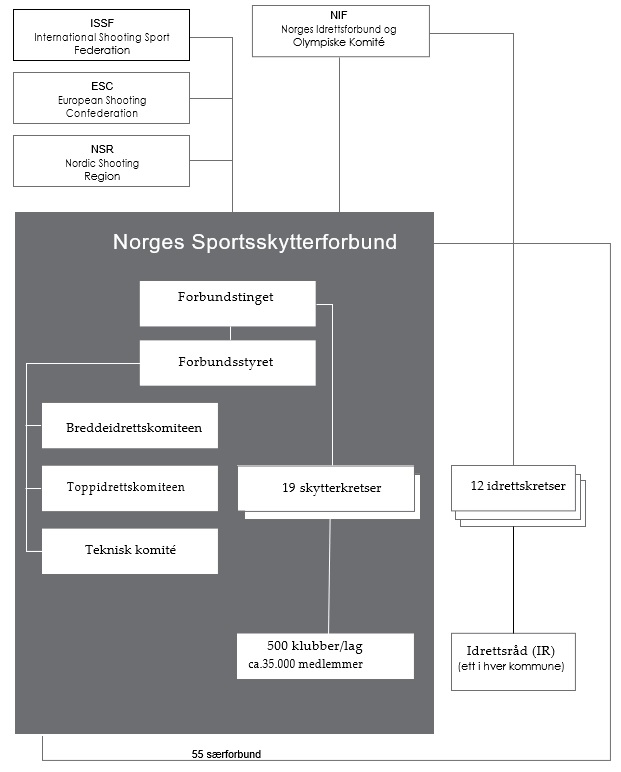 ISSF
International Shooting Sport
Federation
NIF
Norges Idrettsforbund og
Olympiske Komité
ESC
European Shooting
Confederation
NSR
Nordic Shooting
Region
Norges Sportsskytterforbund
Forbundstinget
Forbundsstyret
Breddeidrettskomiteen
Toppidrettskomiteen
19 skytterkretser
12 idrettskretser
Teknisk komité
500 klubber/lag
ca.35.000 medlemmer
Idrettsråd (IR)
(ett i hver kommune)
55 særforbund